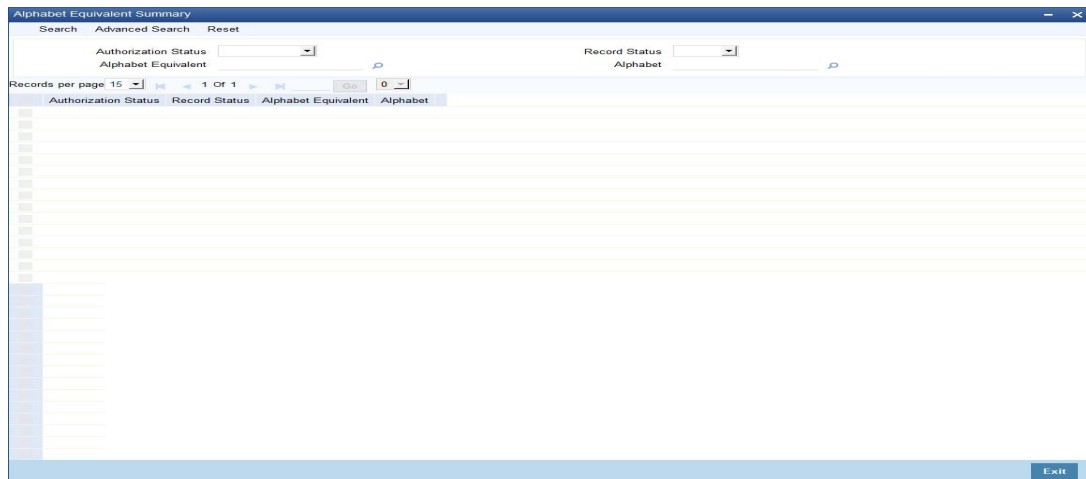 Alphabet Equivalent Summary
Search Advanced Search Reset
Authorization Status Record Status
Alphabet Equivalent Alphabet
Records per page 15 1 Of 1 Go 0
Authorization Status Record Status Alphabet Equivalent Alphabet
Exit